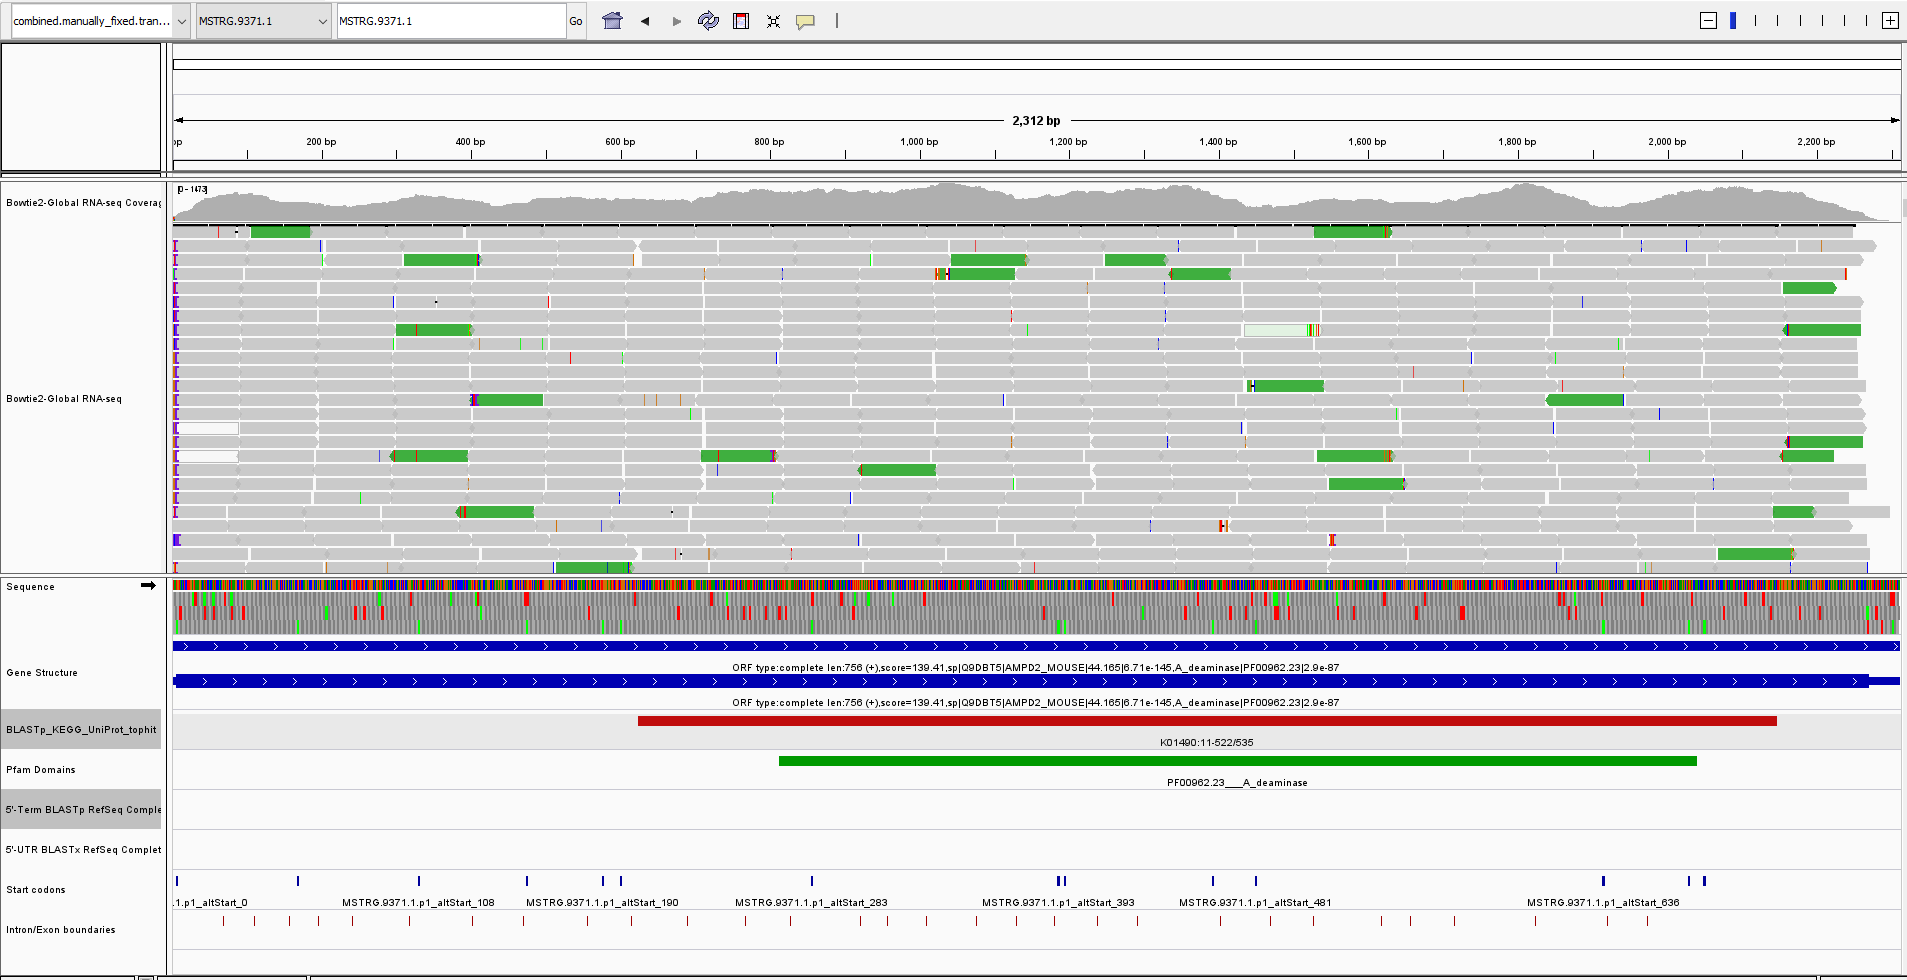 combined.manually_fixed.tran... MSTRG.9371.1 MSTRG.9371.1 Go
2,312 bp
200 bp 400 bp 600 bp 800 bp 1,000 bp 1,200 bp 1,400 bp 1,600 bp 1,800 bp 2,000 bp 2,200 bp
[0 - 1473]
Bowtie2-Global RNA-seq Coverag
Bowtie2-Global RNA-seq
Sequence
ORF type:complete len:756 (+),score=139.41,sp|Q9DBT5|AMPD2_MOUSE|44.165|6.71e-145,A_deaminase|PF00962.23|2.9e-87
Gene Structure
ORF type:complete len:756 (+),score=139.41,sp|Q9DBT5|AMPD2_MOUSE|44.165|6.71e-145,A_deaminase|PF00962.23|2.9e-87
BLASTp_KEGG_UniProt_tophit
K01490:11-522/535
Pfam Domains
PF00962.23___A_deaminase
5'-Term BLASTp RefSeq Comple
5'-UTR BLASTx RefSeq Complet
Start codons
.1.p1_altStart_0 MSTRG.9371.1.p1_altStart_108 MSTRG.9371.1.p1_altStart_190 MSTRG.9371.1.p1_altStart_283 MSTRG.9371.1.p1_altStart_393 MSTRG.9371.1.p1_altStart_481 MSTRG.9371.1.p1_altStart_636
Intron/Exon boundaries